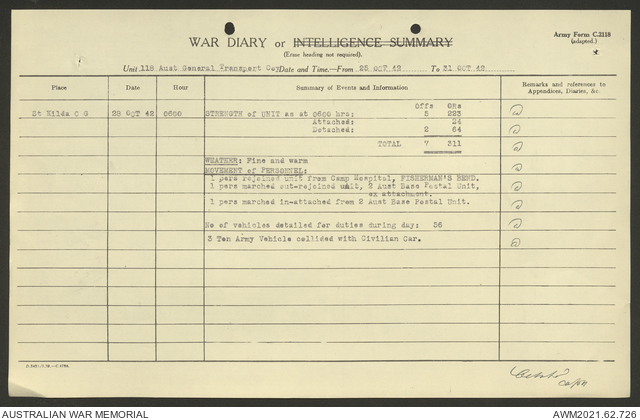 Army Form C.2118
(adapted.)
WAR DIARY or INTELLIGENCE SUMMARY
(Erase heading not required).
Unit 118 Aust General Transport Coy Date and Time.—From 25 OCT 42 To 31 OCT 42
Place Date Hour Summary of Events and Information Remarks and references to Appendices, Diaries, &c.
Offs ORs
St Kilda C G 28 OCT 42 0600 STRENGTH of UNIT as at 0600 hrs: 5 223
Attached: 24
Detached: 2 64
TOTAL 7 311
WEATHER: Fine and warm
MOVEMENT of PERSONNEL:
1 pers rejoined unit from Camp Hospital, FISHERMAN'S BEND.
1 pers marched out-rejoined unit, 2 Aust Base Postal Unit,
ex attachment.
1 pers marched in-attached from 2 Aust Base Postal Unit.
No of vehicles detailed for duties during day: 56
3 Ton Army Vehicle collided with Civilian Car.
Captn
AUSTRALIAN WAR MEMORIAL AWM2021.62.726